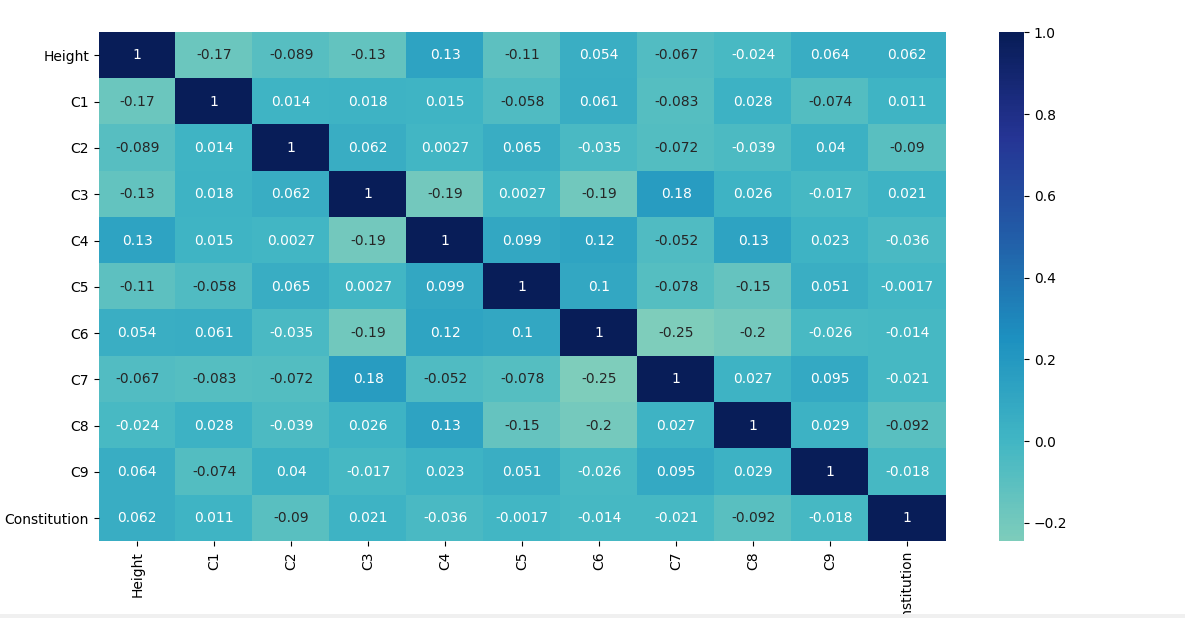 Height 1 -0.17 -0.089 -0.13 0.13 -0.11 0.054 -0.067 -0.024 0.064 0.062
C1 -0.17 1 0.014 0.018 0.015 -0.058 0.061 -0.083 0.028 -0.074 0.011
C2 -0.089 0.014 1 0.062 0.0027 0.065 -0.035 -0.072 -0.039 0.04 -0.09
C3 -0.13 0.018 0.062 1 -0.19 0.0027 -0.19 0.18 0.026 -0.017 0.021
C4 0.13 0.015 0.0027 -0.19 1 0.099 0.12 -0.052 0.13 0.023 -0.036
C5 -0.11 -0.058 0.065 0.0027 0.099 1 0.1 -0.078 -0.15 0.051 -0.0017
C6 0.054 0.061 -0.035 -0.19 0.12 0.1 1 -0.25 -0.2 -0.026 -0.014
C7 -0.067 -0.083 -0.072 0.18 -0.052 -0.078 -0.25 1 0.027 0.095 -0.021
C8 -0.024 0.028 -0.039 0.026 0.13 -0.15 -0.2 0.027 1 0.029 -0.092
C9 0.064 -0.074 0.04 -0.017 0.023 0.051 -0.026 0.095 0.029 1 -0.018
Constitution 0.062 0.011 -0.09 0.021 -0.036 -0.0017 -0.014 -0.021 -0.092 -0.018 1
Height C1 C2 C3 C4 C5 C6 C7 C8 C9 nstitution
1.0
0.8
0.6
0.4
0.2
0.0
−0.2